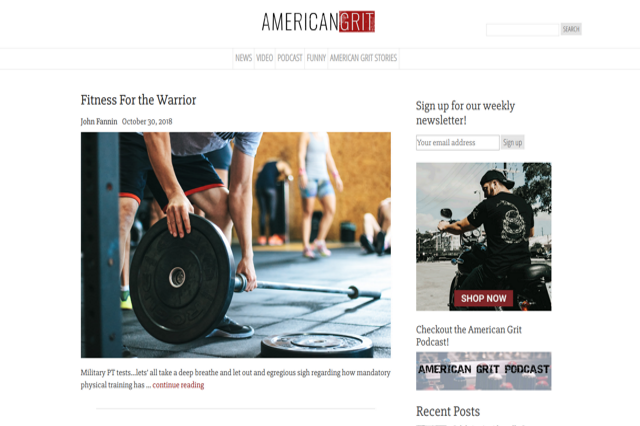 AMERICANGRIT
SEARCH
NEWS VIDEO PODCAST FUNNY AMERICAN GRIT STORIES
Fitness For the Warrior
John Fannin October 30, 2018
Military PT tests...lets' all take a deep breathe and let out and egregious sigh regarding how mandatory
physical training has ... continue reading
Sign up for our weekly
newsletter!
Your email address Sign up
SHOP NOW
Checkout the American Grit
Podcast!
AMERICAN GRIT PODCAST
Recent Posts